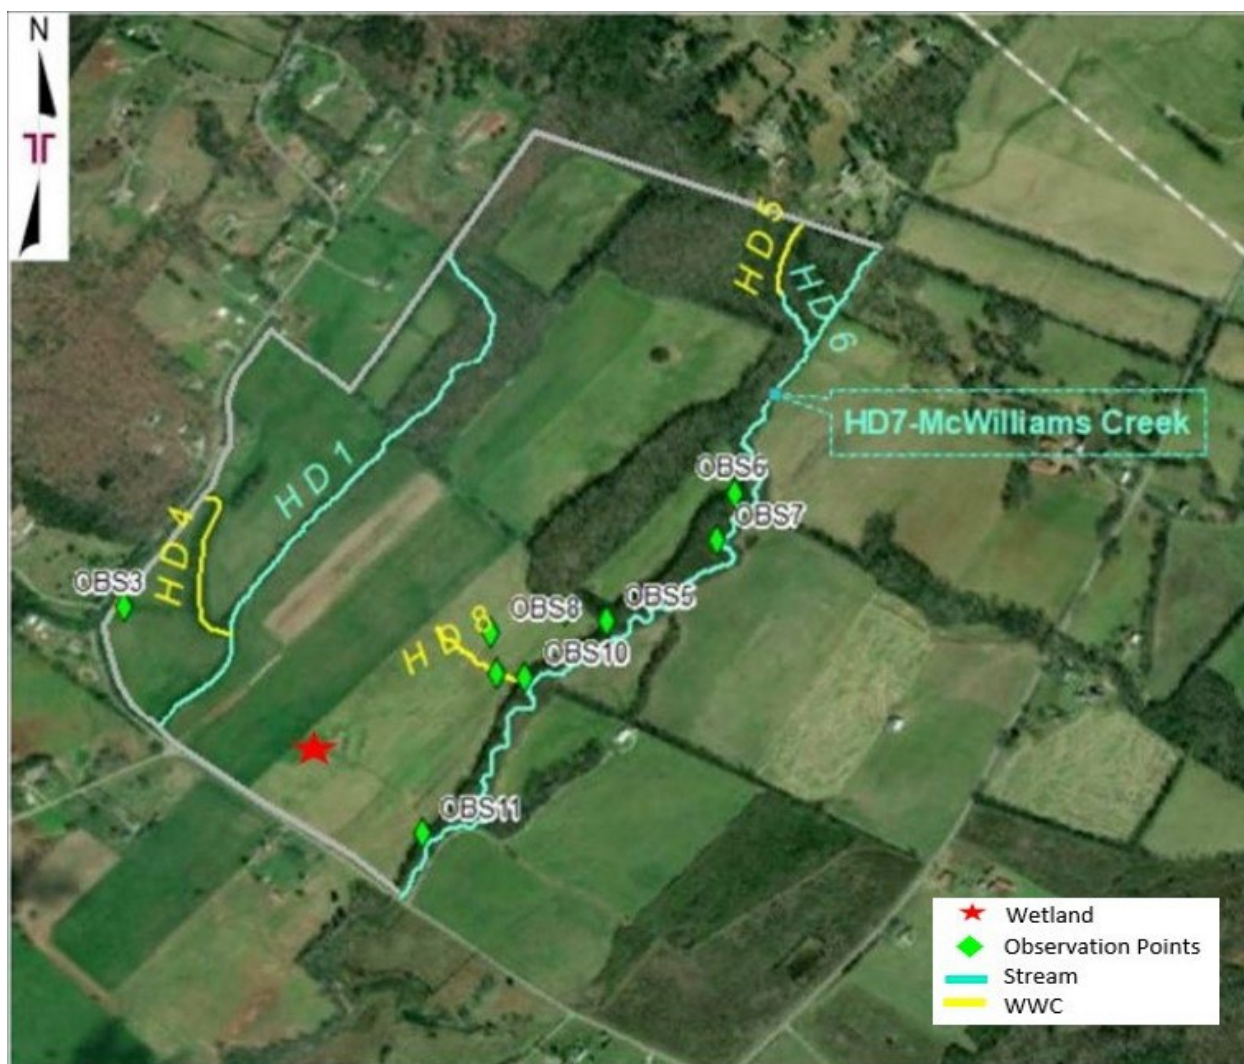 N
HD5
HD6
HD7-McWilliams Creek
HD1
OBS6
OBS7
HD4
OBS3
OBS8
OBS5
HD8
OBS10
OBS11
Wetland
Observation Points
Stream
WWC